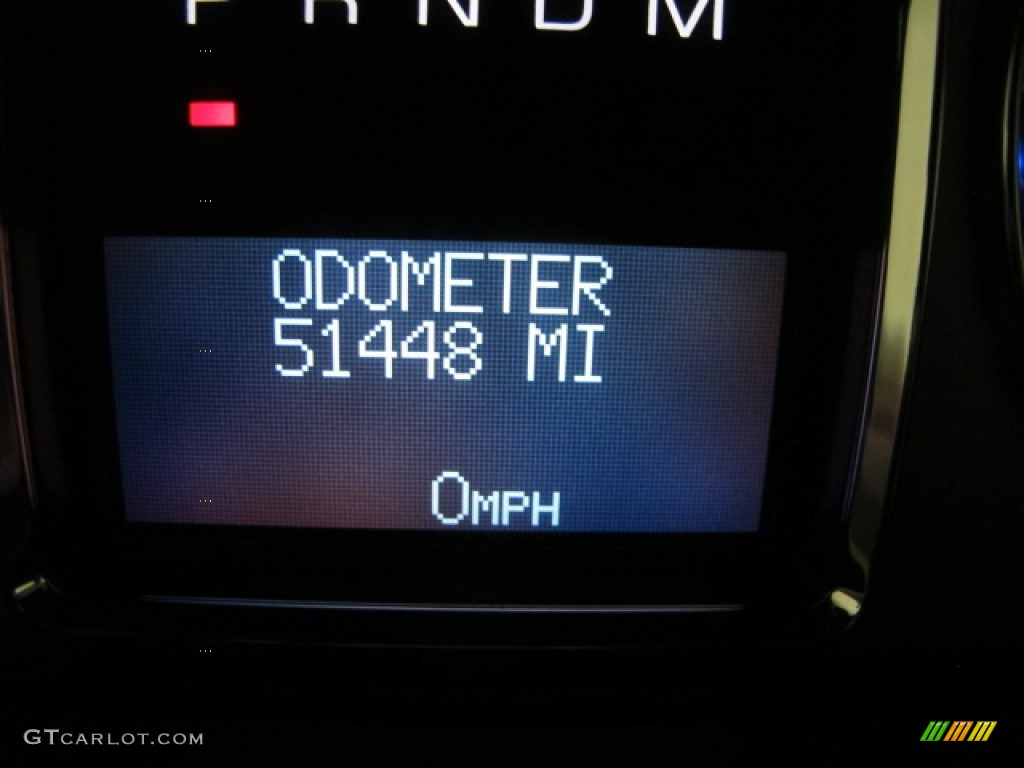 P R N D M
ODOMETER
51448 MI
0MPH
GTCARLOT.COM